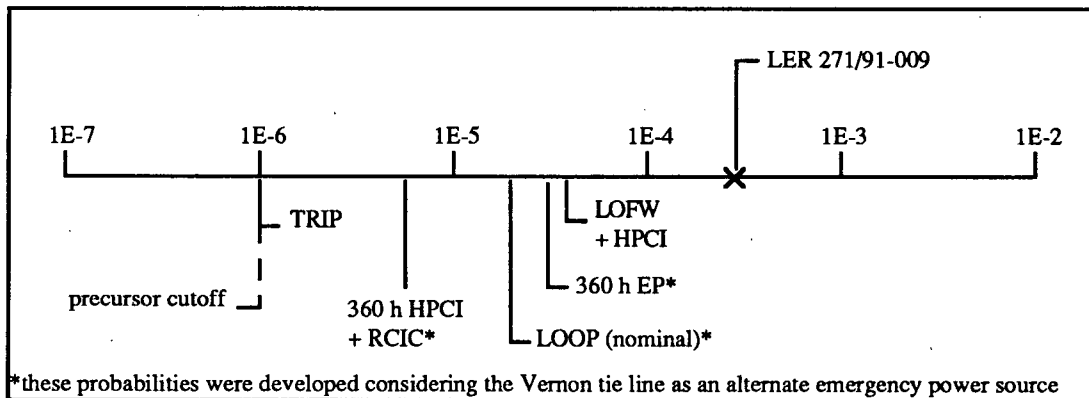 LER 271/91-009
1E-7 1E-6 1E-5 1E-4 1E-3 1E-2
TRIP
LOFW
+ HPCI
360 h EP*
precursor cutoff
360 h HPCI
+ RCIC*
LOOP (nominal)*
*these probabilities were developed considering the Vernon tie line as an alternate emergency power source